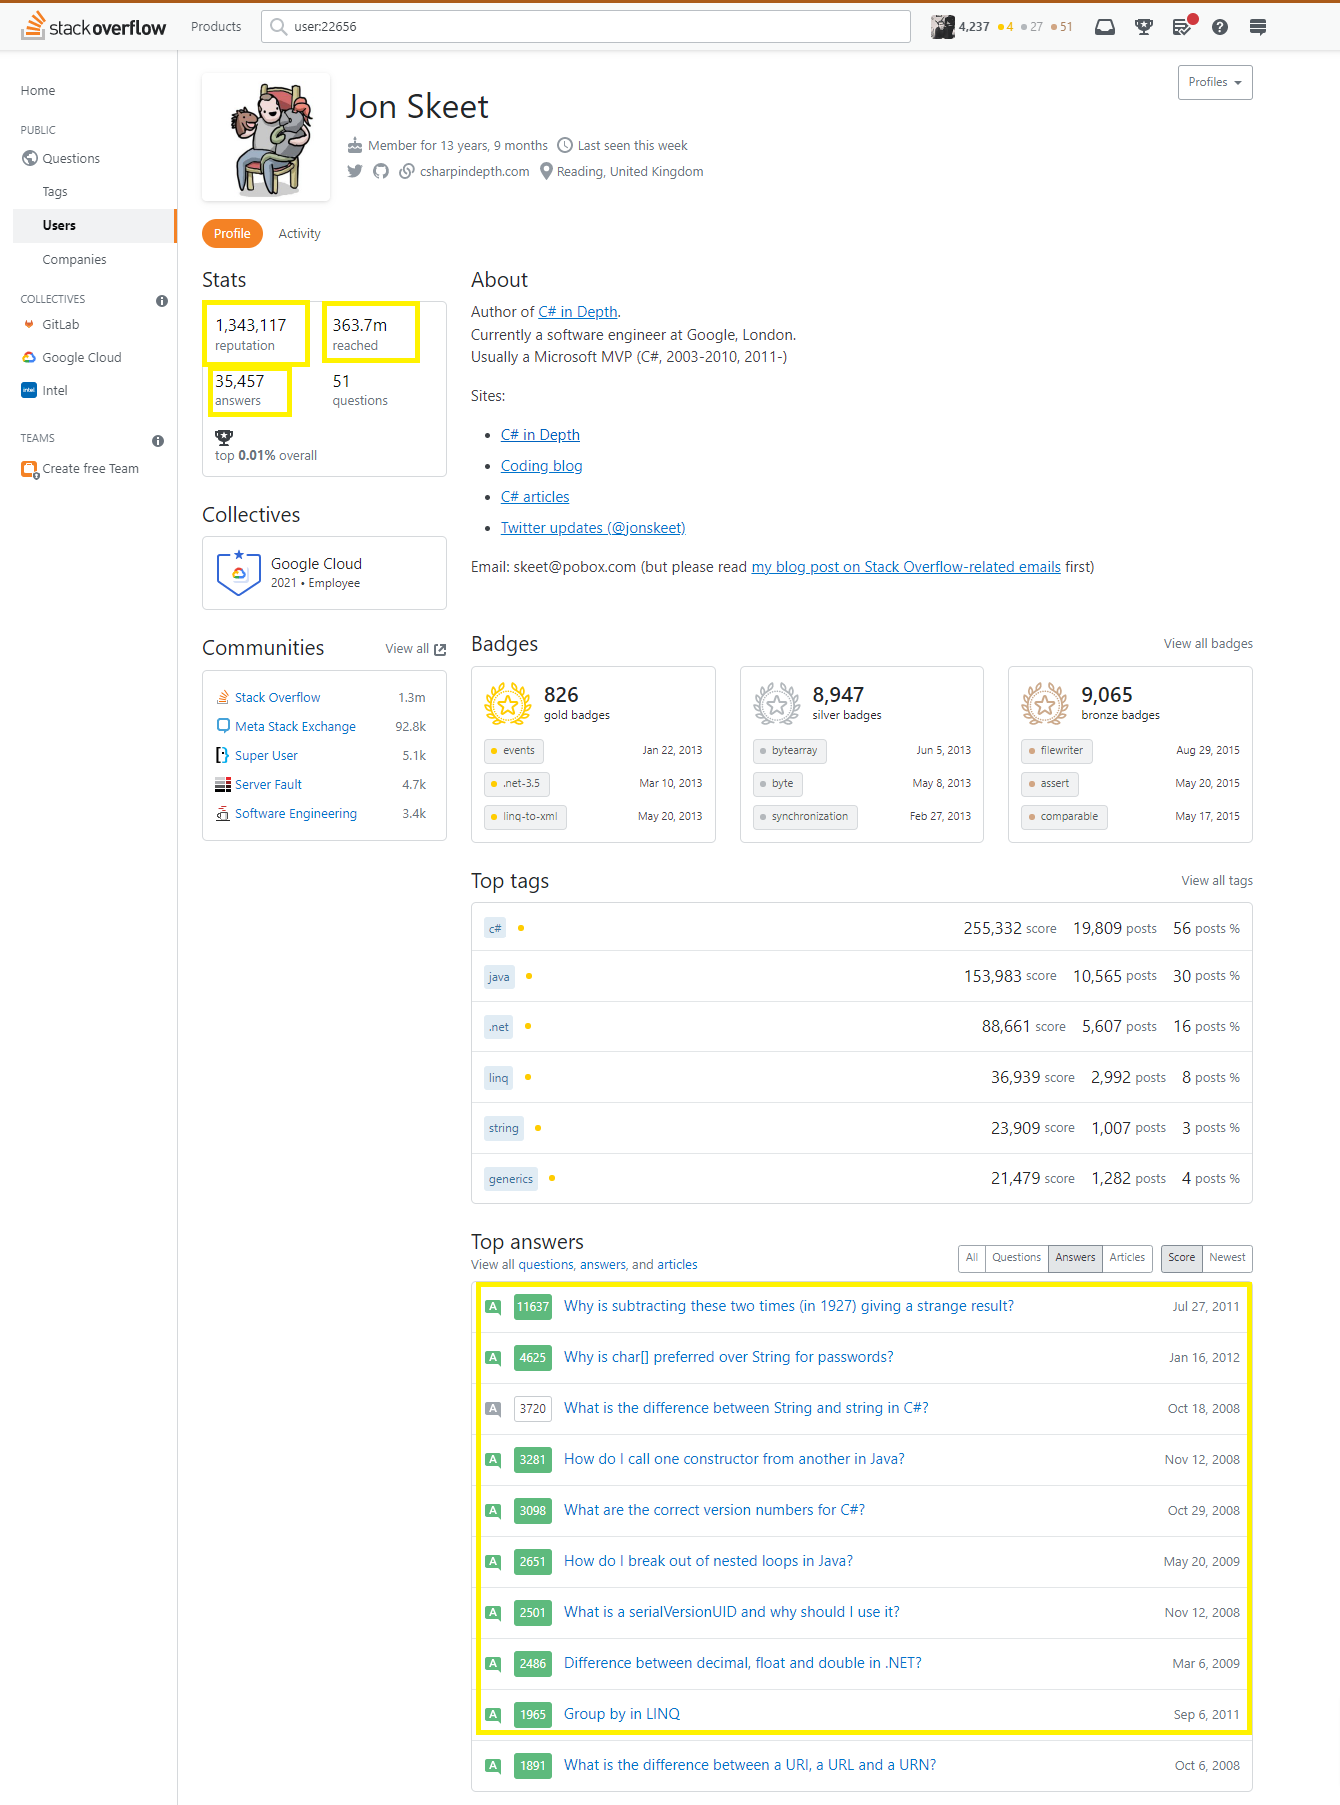 stack overflow
Products
user:22656
4,237 4 27 51
Home
PUBLIC
Questions
Tags
Users
Companies
COLLECTIVES
GitLab
Google Cloud
intel Intel
TEAMS
Create free Team
Jon Skeet
Profiles
Member for 13 years, 9 months Last seen this week
csharpindepth.com Reading, United Kingdom
Profile Activity
Stats
1,343,117
reputation
363.7m
reached
35,457
answers
51
questions
top 0.01% overall
Collectives
Google Cloud
2021 • Employee
Communities
View all
Stack Overflow 1.3m
Meta Stack Exchange 92.8k
Super User 5.1k
Server Fault 4.7k
Software Engineering 3.4k
About
Author of C# in Depth.
Currently a software engineer at Google, London.
Usually a Microsoft MVP (C#, 2003-2010, 2011-)
Sites:
• C# in Depth
• Coding blog
• C# articles
• Twitter updates (@jonskeet)
Email: skeet@pobox.com (but please read my blog post on Stack Overflow-related emails first)
Badges
View all badges
826
gold badges
events Jan 22, 2013
.net-3.5 Mar 10, 2013
linq-to-xml May 20, 2013
8,947
silver badges
bytearray Jun 5, 2013
byte May 8, 2013
synchronization Feb 27, 2013
9,065
bronze badges
filewriter Aug 29, 2015
assert May 20, 2015
comparable May 17, 2015
Top tags
View all tags
c# 255,332 score 19,809 posts 56 posts %
java 153,983 score 10,565 posts 30 posts %
.net 88,661 score 5,607 posts 16 posts %
linq 36,939 score 2,992 posts 8 posts %
string 23,909 score 1,007 posts 3 posts %
generics 21,479 score 1,282 posts 4 posts %
Top answers
View all questions, answers, and articles
All Questions Answers Articles Score Newest
A 11637 Why is subtracting these two times (in 1927) giving a strange result? Jul 27, 2011
A 4625 Why is char[] preferred over String for passwords? Jan 16, 2012
A 3720 What is the difference between String and string in C#? Oct 18, 2008
A 3281 How do I call one constructor from another in Java? Nov 12, 2008
A 3098 What are the correct version numbers for C#? Oct 29, 2008
A 2651 How do I break out of nested loops in Java? May 20, 2009
A 2501 What is a serialVersionUID and why should I use it? Nov 12, 2008
A 2486 Difference between decimal, float and double in .NET? Mar 6, 2009
A 1965 Group by in LINQ Sep 6, 2011
A 1891 What is the difference between a URI, a URL and a URN? Oct 6, 2008